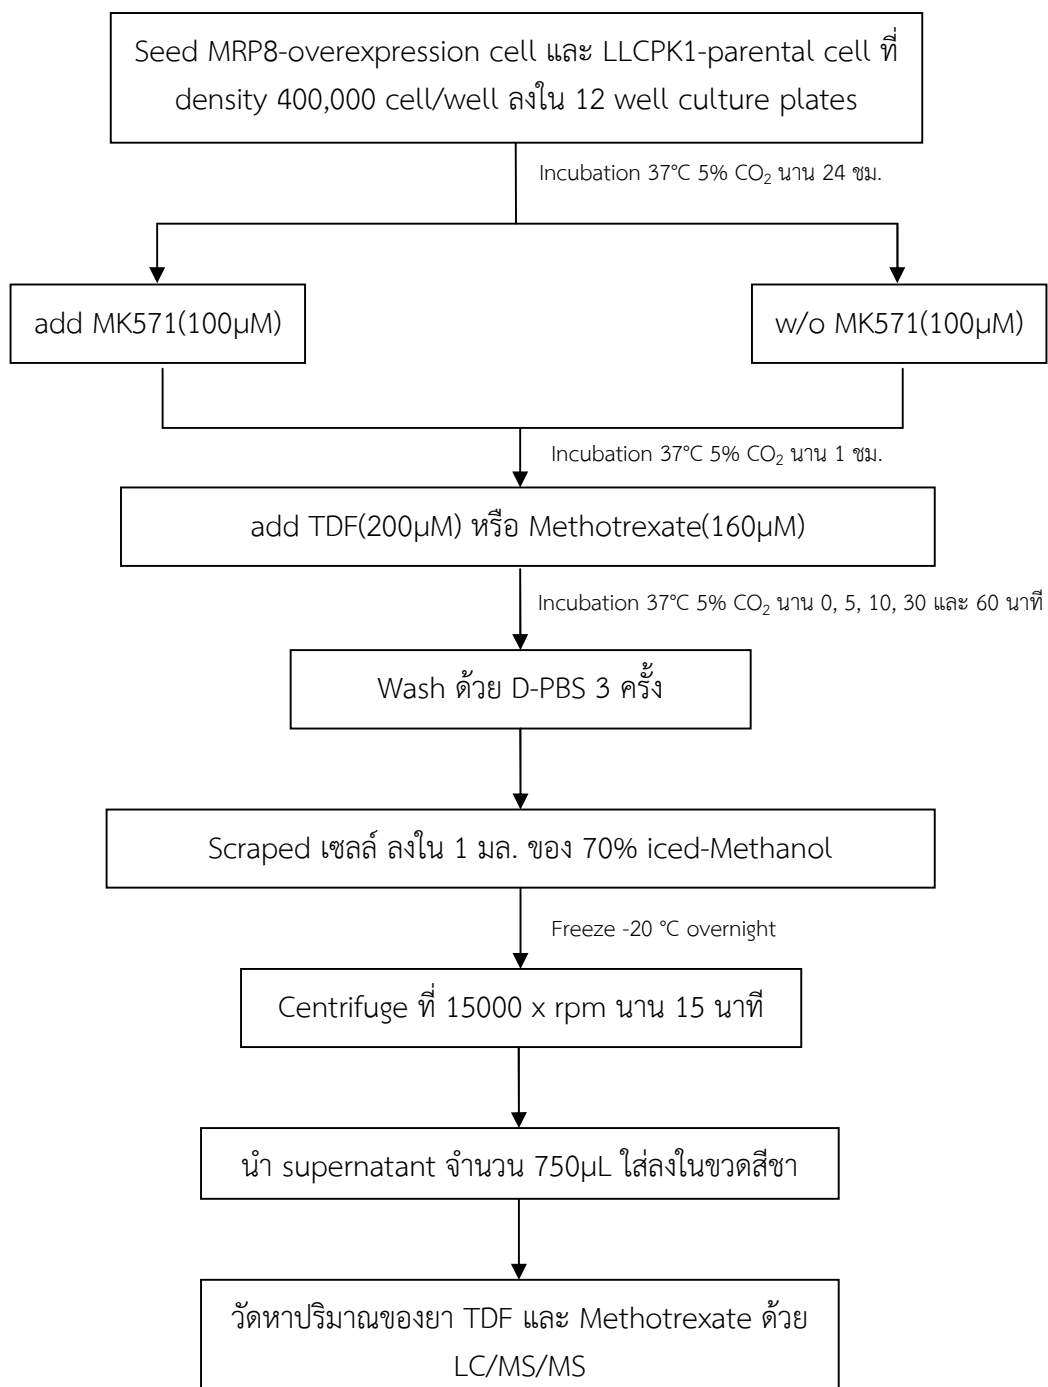 Seed MRP8-overexpression cell และ LLCPK1-parental cell ที่
density 400,000 cell/well ลงใน 12 well culture plates
Incubation 37°C 5% CO₂ นาน 24 ชม.
add MK571(100µM)
w/o MK571(100µM)
Incubation 37°C 5% CO₂ นาน 1 ชม.
add TDF(200µM) หรือ Methotrexate(160µM)
Incubation 37°C 5% CO₂ นาน 0, 5, 10, 30 และ 60 นาที
Wash ด้วย D-PBS 3 ครั้ง
Scraped เซลล์ ลงใน 1 มล. ของ 70% iced-Methanol
Freeze -20 °C overnight
Centrifuge ที่ 15000 x rpm นาน 15 นาที
นำ supernatant จำนวน 750µL ใส่ลงในขวดสีชา
วัดหาปริมาณของยา TDF และ Methotrexate ด้วย
LC/MS/MS